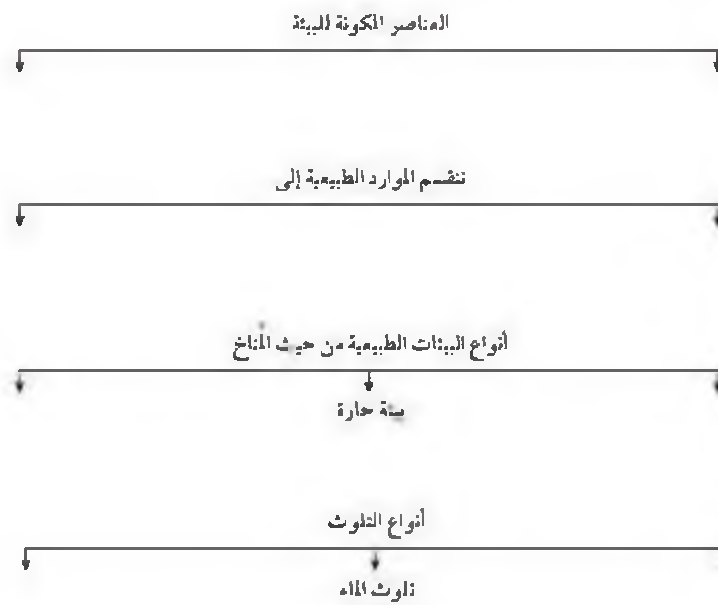 العناصر المكونة للبيئة
تنقسم الموارد الطبيعية إلى
أنواع البيئات الطبيعية من حيث المناخ
بيئة حارة
أنواع التلوث
تلوث الماء